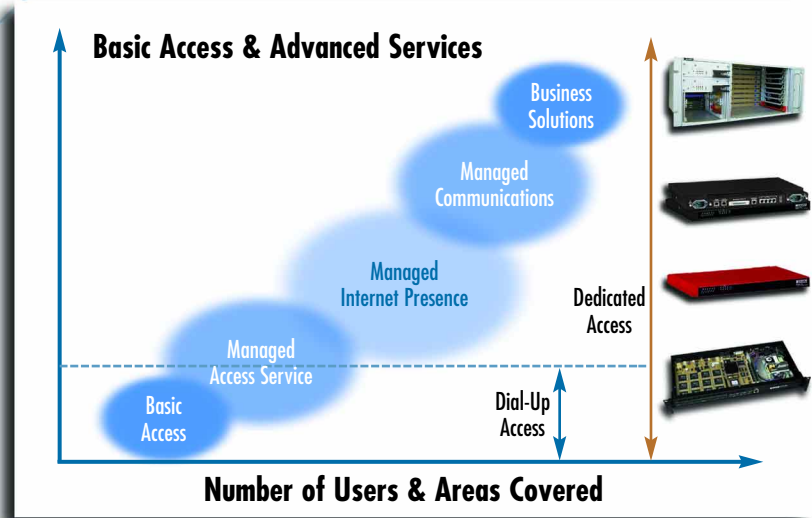 Basic Access & Advanced Services
Business
Solutions
Managed
Communications
Managed
Internet Presence
Dedicated
Access
Managed
Access Service
Dial-Up
Access
Basic
Access
Number of Users & Areas Covered